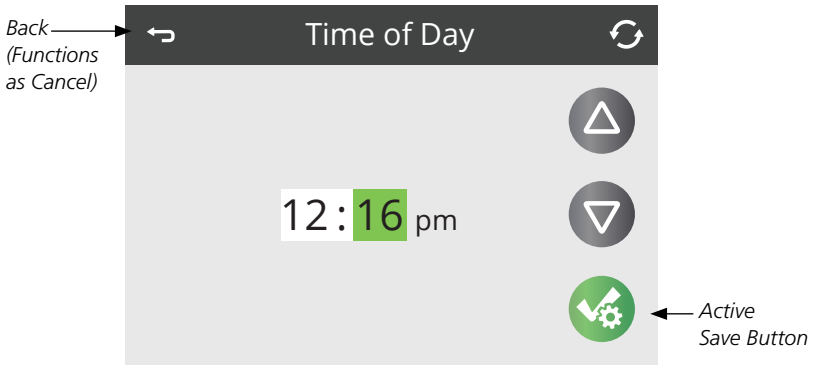 Back
(Functions
as Cancel)
Time of Day
12:16 pm
Active
Save Button